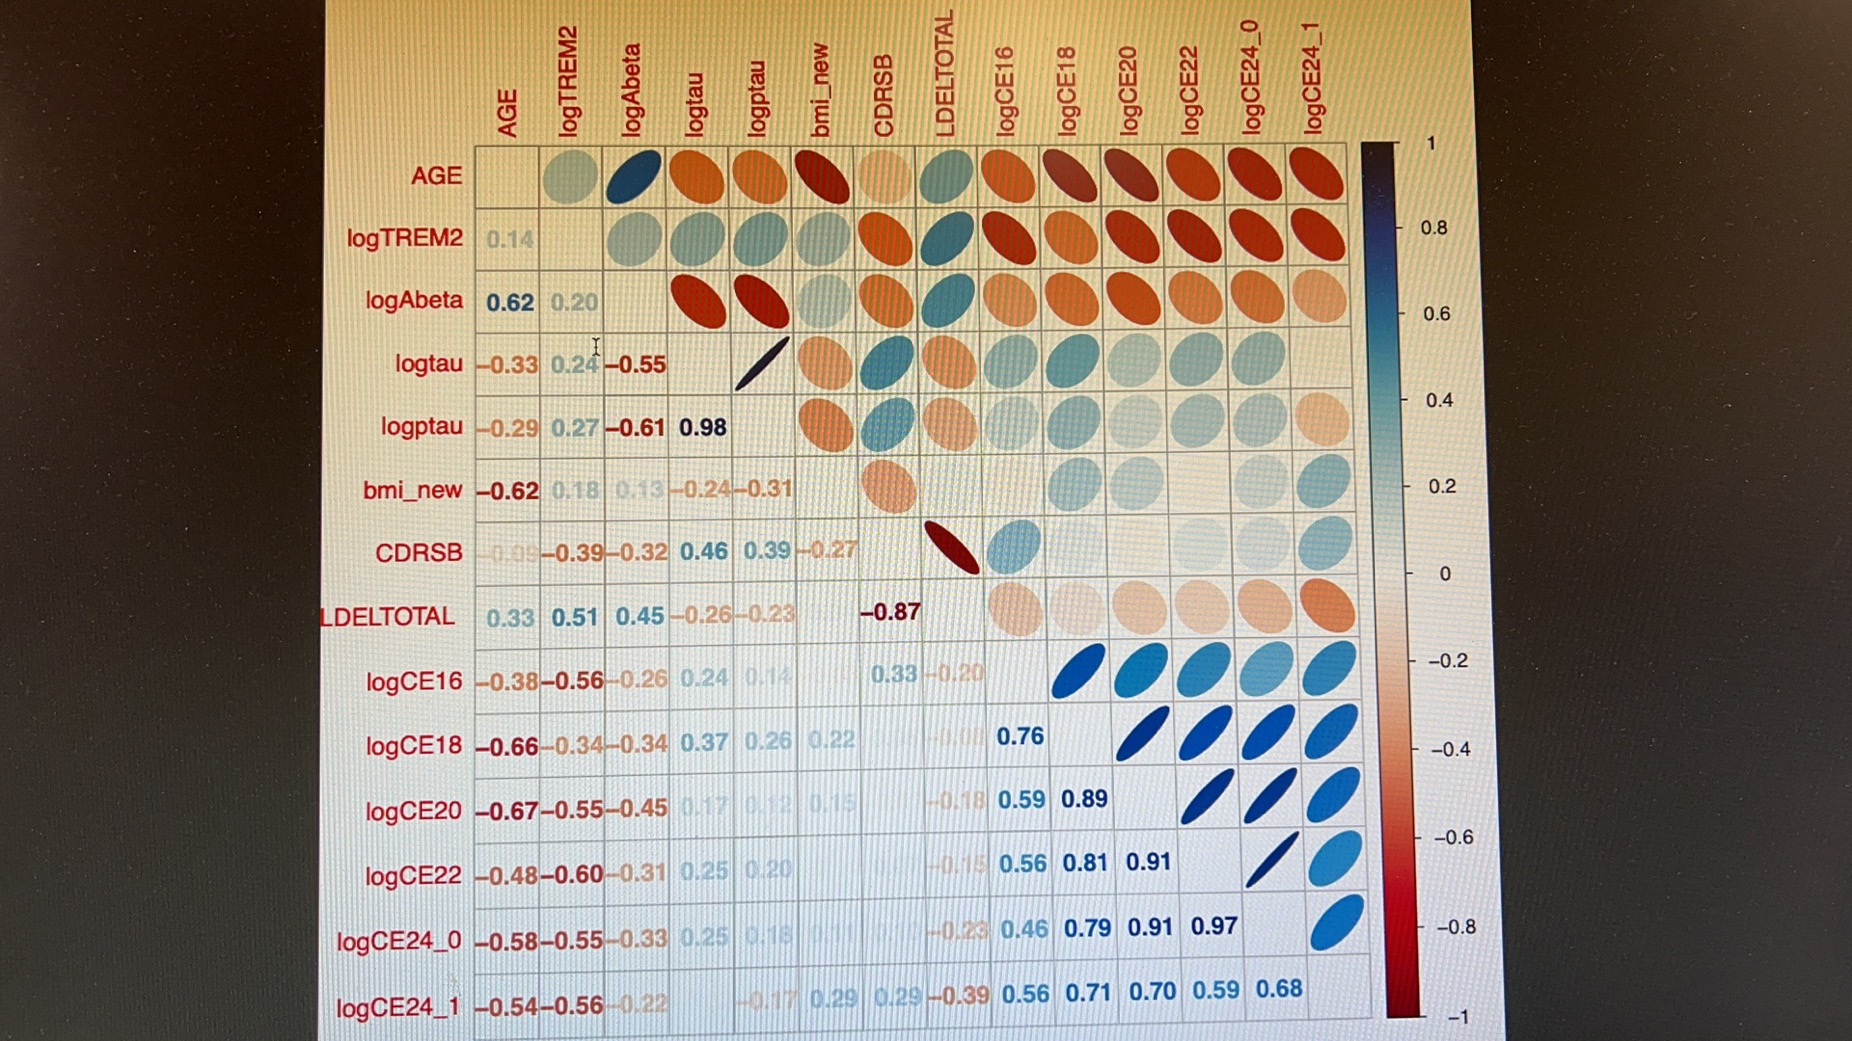 AGE logTREM2 logAbeta logtau logptau bmi_new CDRSB LDELTOTAL logCE16 logCE18 logCE20 logCE22 logCE24_0 logCE24_1
1
AGE
0.8
logTREM2 0.14
logAbeta 0.62 0.20
0.6
logtau −0.33 0.24 −0.55
0.4
logptau −0.29 0.27 −0.61 0.98
bmi_new −0.62 0.18 0.13 −0.24 −0.31
0.2
CDRSB −0.39 −0.32 0.46 0.39 −0.27
0
LDELTOTAL 0.33 0.51 0.45 −0.26 −0.23 −0.87
−0.2
logCE16 −0.38 −0.56 −0.26 0.24 0.14 0.33 −0.20
logCE18 −0.66 −0.34 −0.34 0.37 0.26 0.22 −0.08 0.76
−0.4
logCE20 −0.67 −0.55 −0.45 0.17 0.12 0.15 −0.18 0.59 0.89
−0.6
logCE22 −0.48 −0.60 −0.31 0.25 0.20 −0.15 0.56 0.81 0.91
−0.8
logCE24_0 −0.58 −0.55 −0.33 0.25 0.18 −0.23 0.46 0.79 0.91 0.97
logCE24_1 −0.54 −0.56 −0.22 −0.17 0.29 0.29 −0.39 0.56 0.71 0.70 0.59 0.68
−1